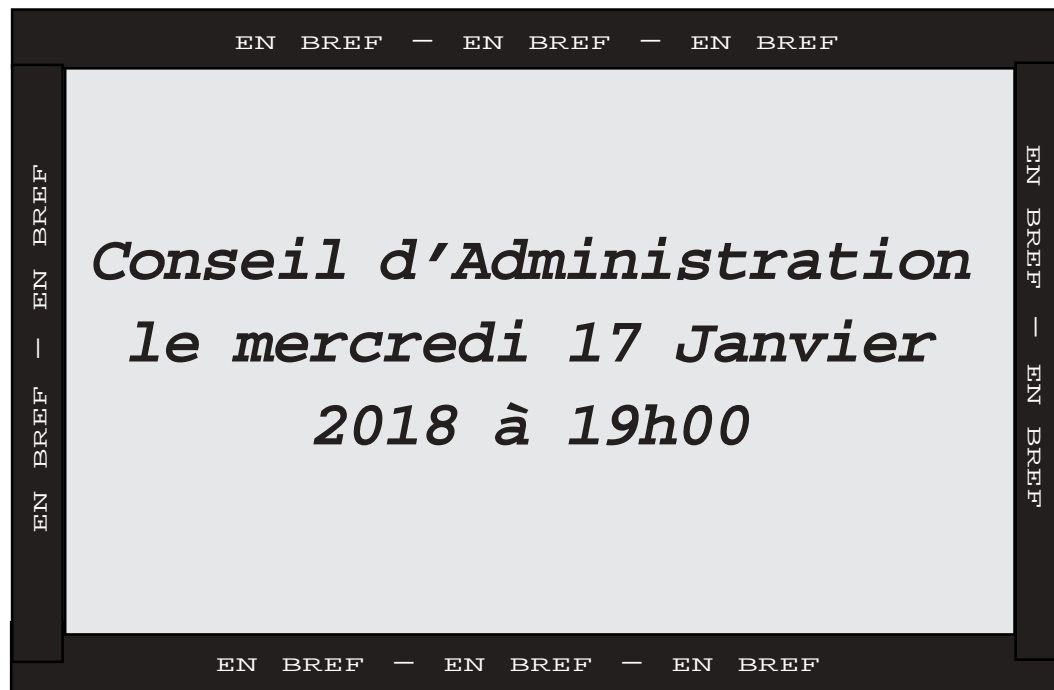 EN BREF — EN BREF — EN BREF
EN BREF — EN BREF
Conseil d’Administration
le mercredi 17 Janvier
2018 à 19h00
EN BREF — EN BREF
EN BREF — EN BREF — EN BREF